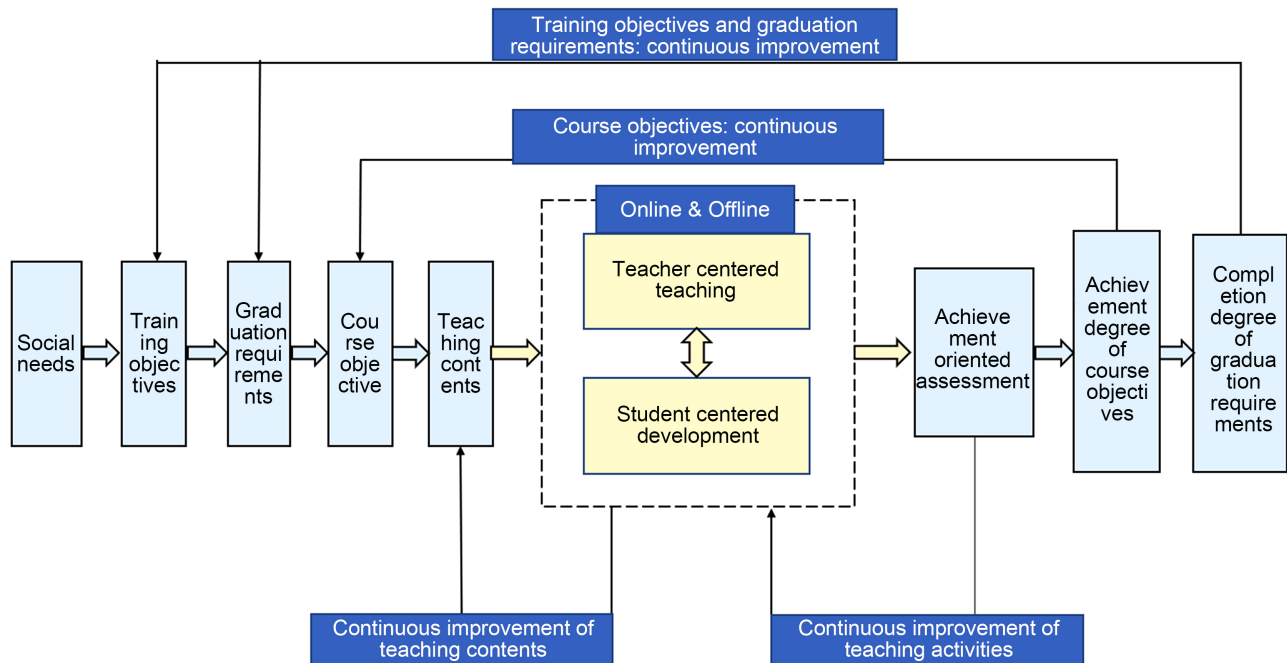 Training objectives and graduation
requirements: continuous improvement
Course objectives: continuous
improvement
Online & Offline
Teacher centered
teaching
Student centered
development
Social
needs
Train
ing
objec
tives
Grad
uation
requi
reme
nts
Cou
rse
obje
ctive
Teac
hing
cont
ents
Achieve
ment
oriented
assessment
Achiev
ement
degree
of
course
objecti
ves
Compl
etion
degree
of
gradua
tion
require
ments
Continuous improvement of
teaching contents
Continuous improvement of
teaching activities